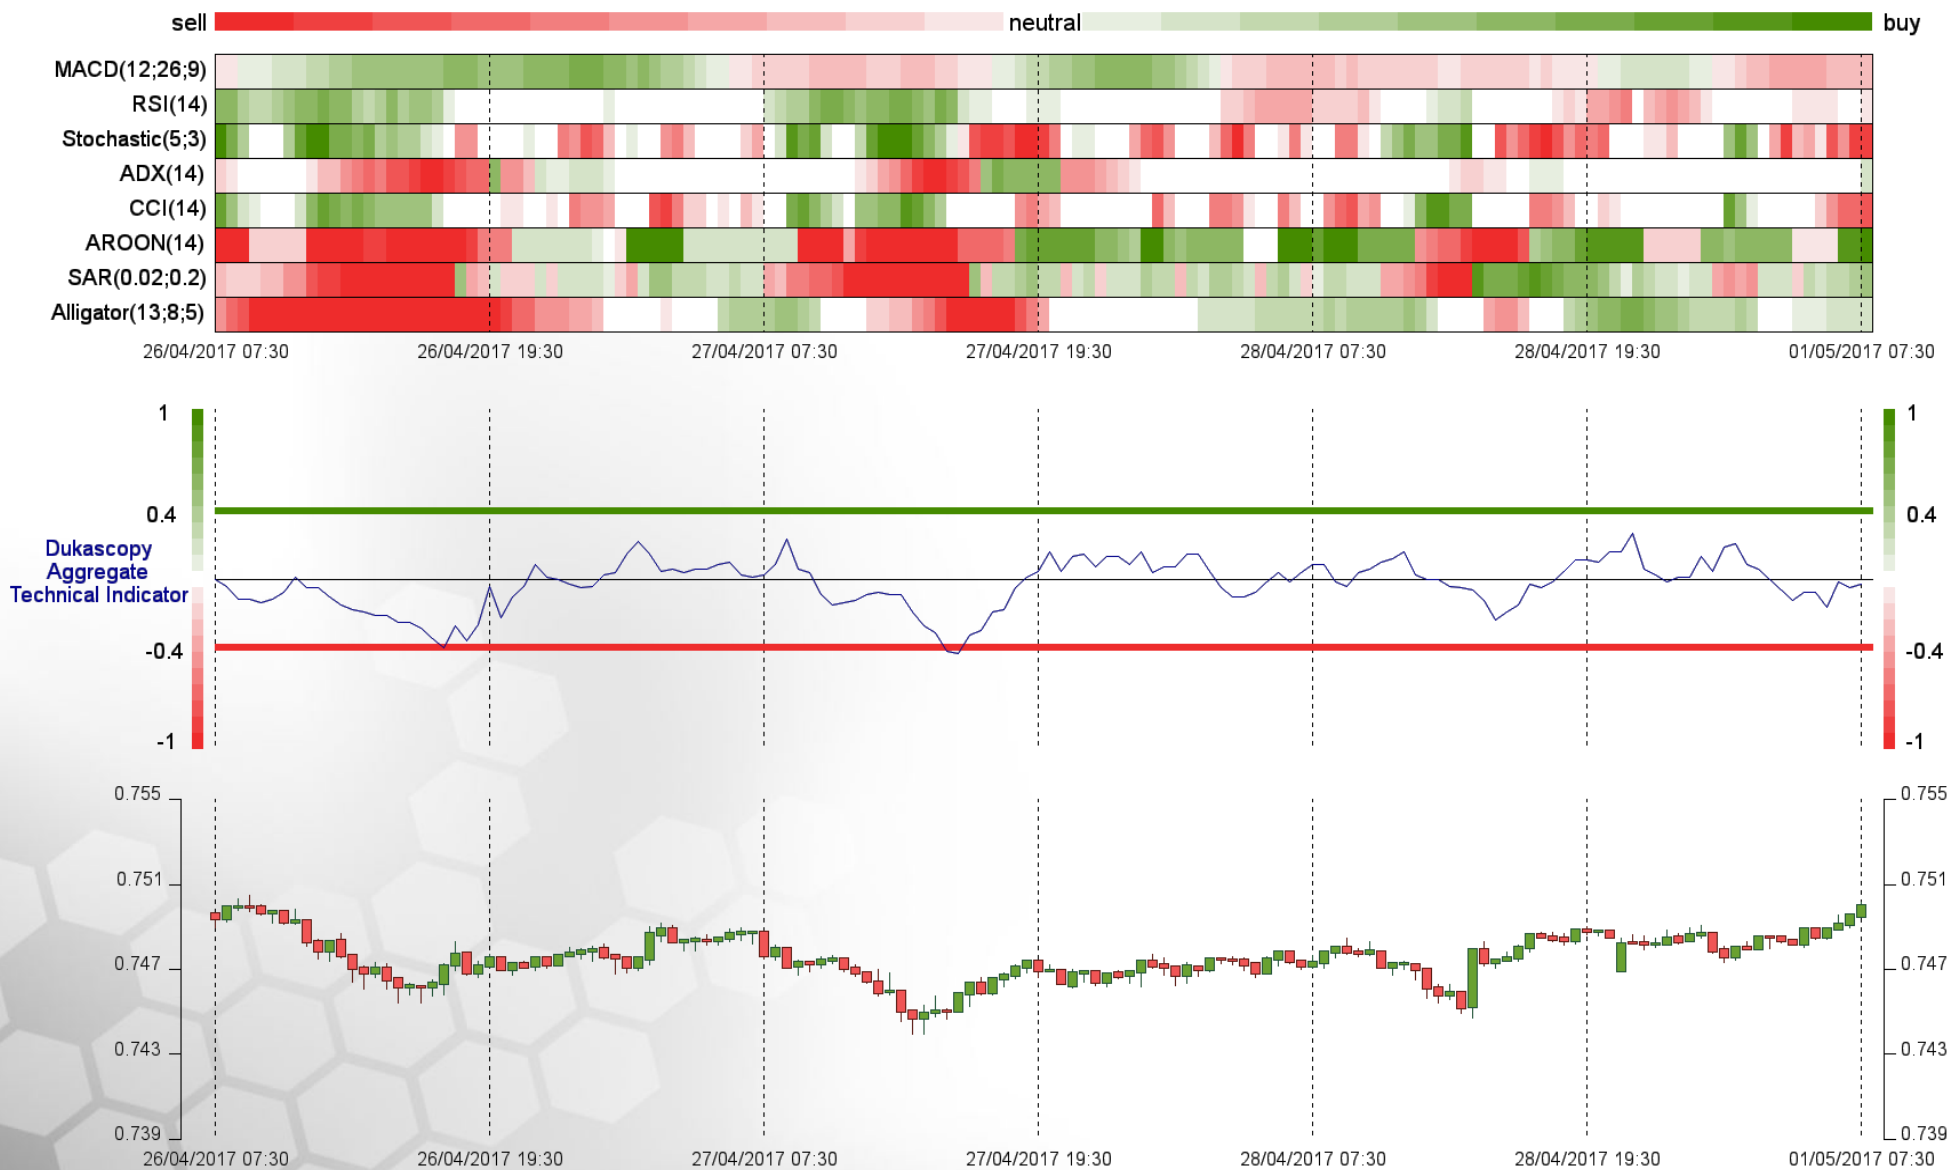 sell neutral buy
MACD(12;26;9)
RSI(14)
Stochastic(5;3)
ADX(14)
CCI(14)
AROON(14)
SAR(0.02;0.2)
Alligator(13;8;5)
26/04/2017 07:30 26/04/2017 19:30 27/04/2017 07:30 27/04/2017 19:30 28/04/2017 07:30 28/04/2017 19:30 01/05/2017 07:30
1 1
0.4 0.4
Dukascopy
Aggregate
Technical Indicator
-0.4 -0.4
-1 -1
0.755 0.755
0.751 0.751
0.747 0.747
0.743 0.743
0.739 0.739
26/04/2017 07:30 26/04/2017 19:30 27/04/2017 07:30 27/04/2017 19:30 28/04/2017 07:30 28/04/2017 19:30 01/05/2017 07:30